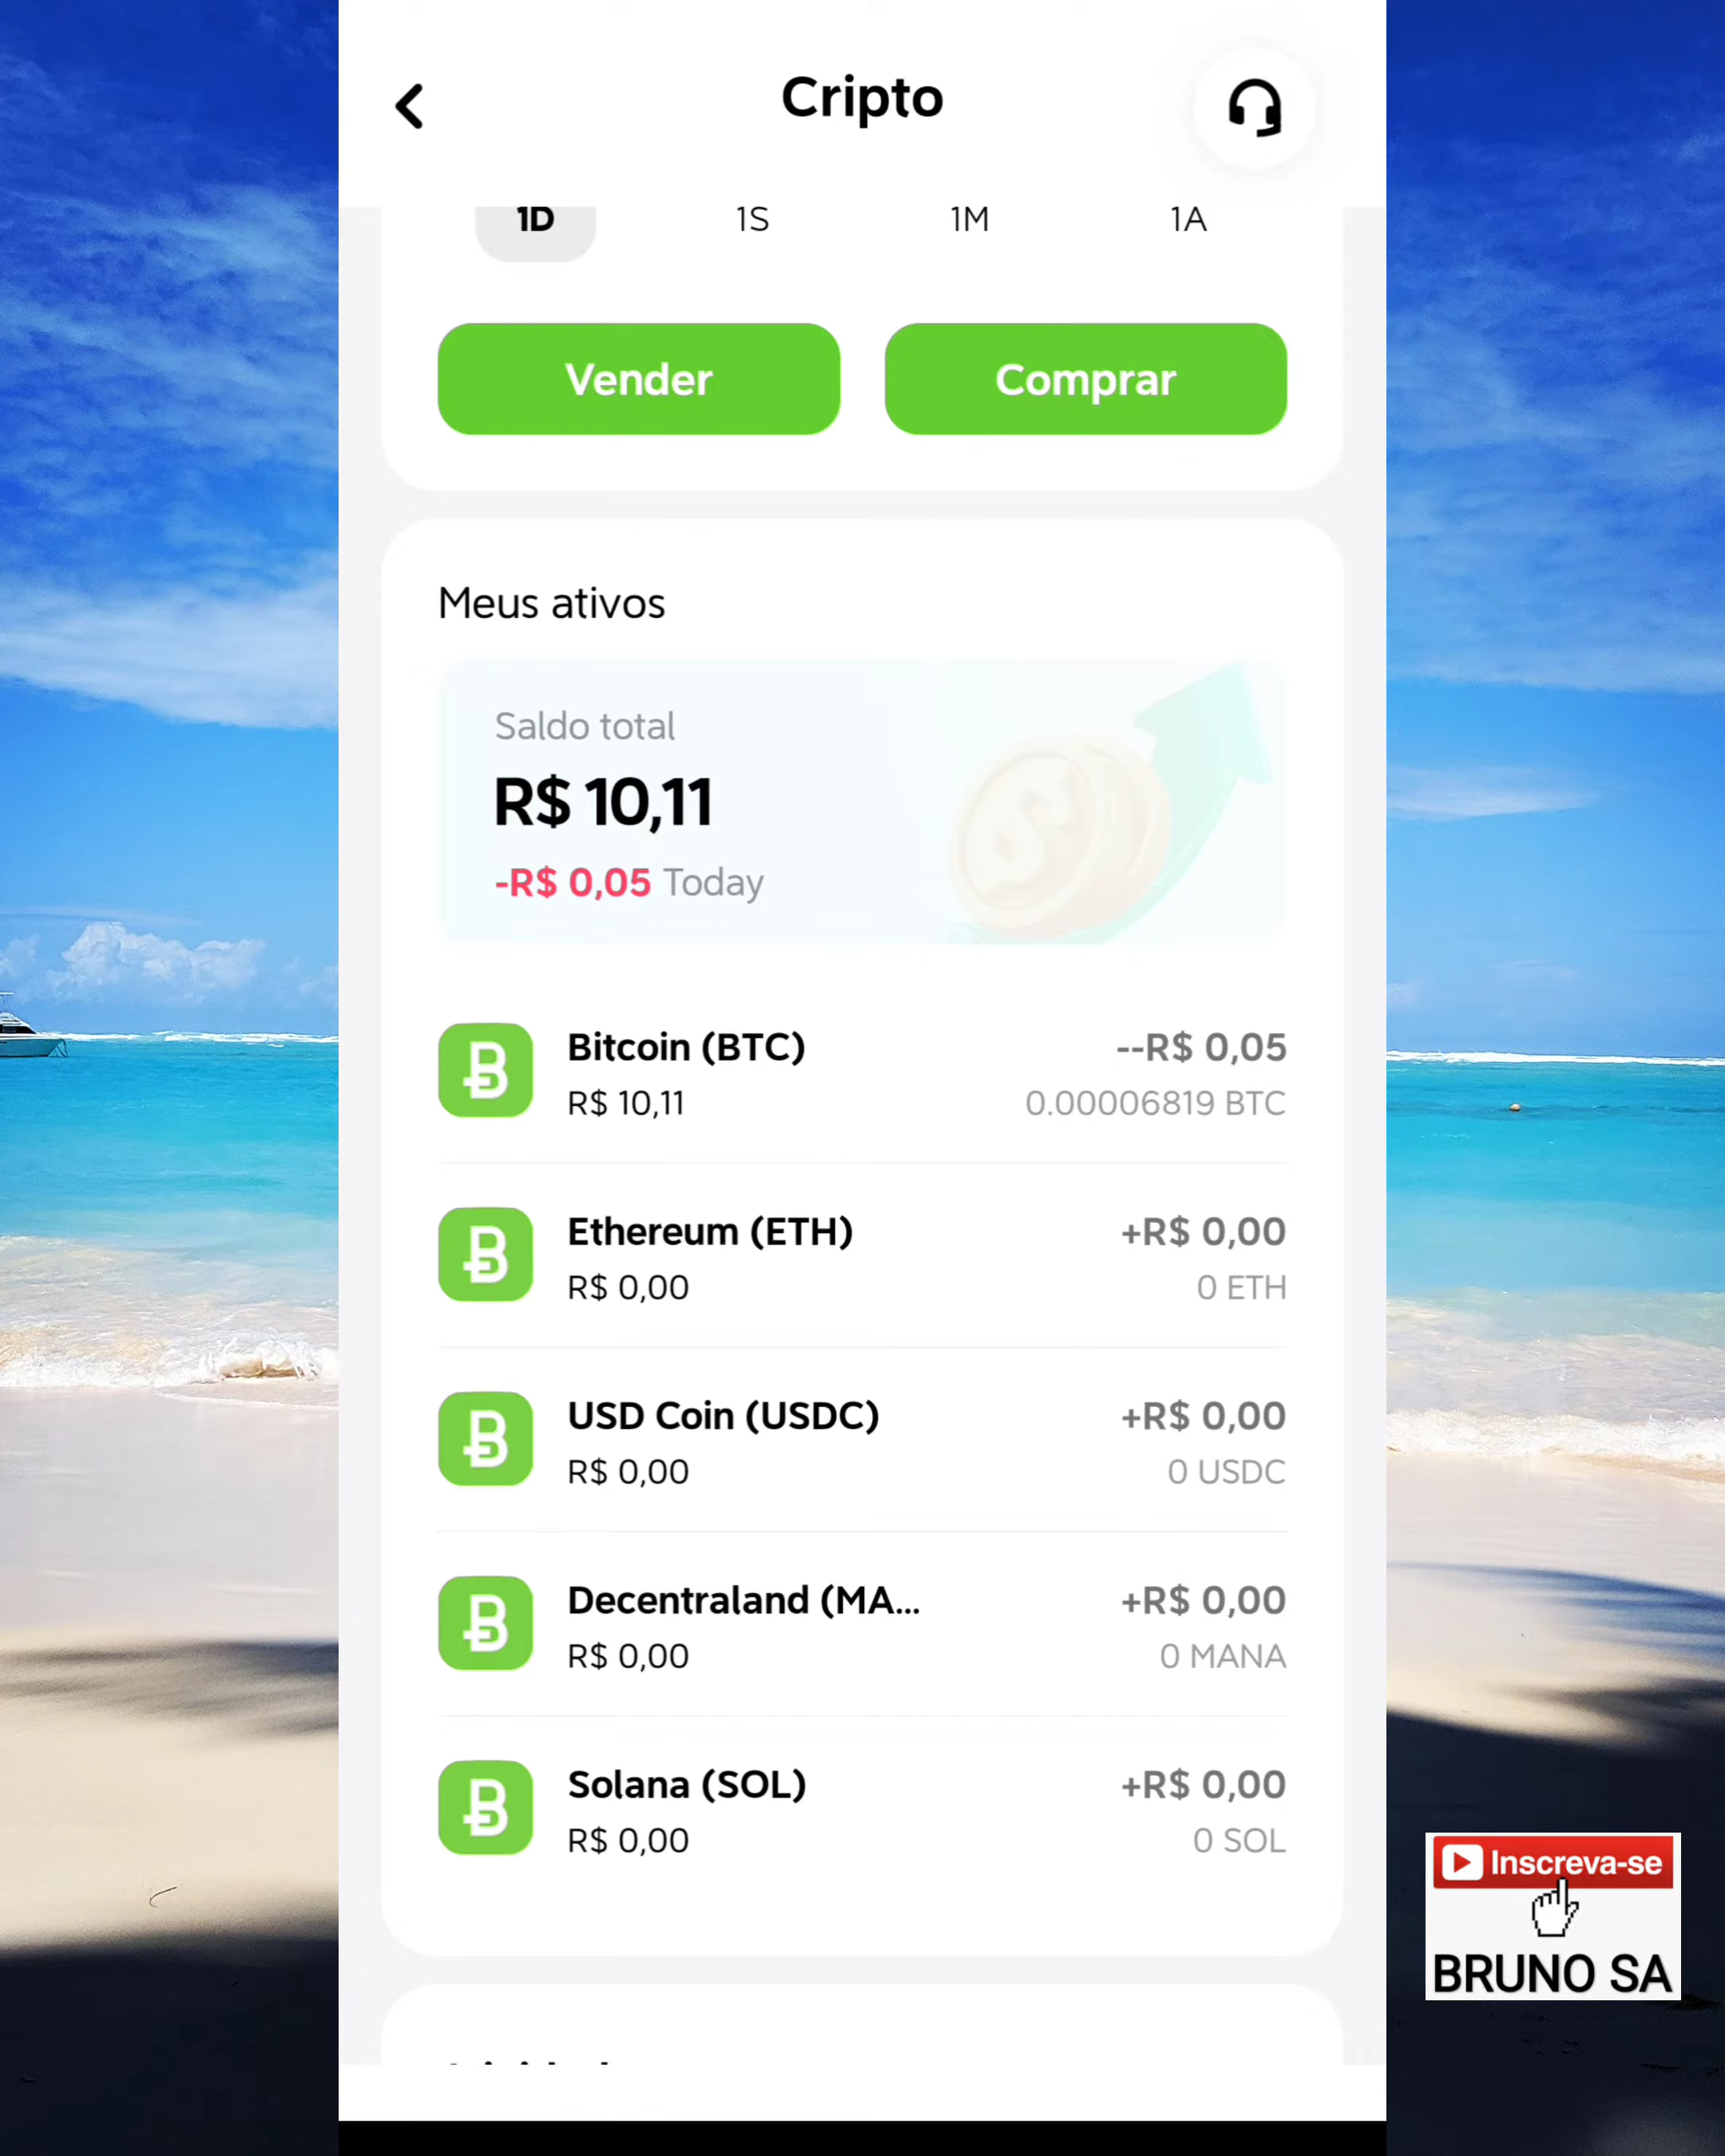 Cripto
1D 1S 1M 1A
Vender Comprar
Meus ativos
Saldo total
R$ 10,11
-R$ 0,05 Today
Bitcoin (BTC) --R$ 0,05
R$ 10,11 0.00006819 BTC
Ethereum (ETH) +R$ 0,00
R$ 0,00 0 ETH
USD Coin (USDC) +R$ 0,00
R$ 0,00 0 USDC
Decentraland (MA... +R$ 0,00
R$ 0,00 0 MANA
Solana (SOL) +R$ 0,00
R$ 0,00 0 SOL
Inscreva-se
BRUNO SA